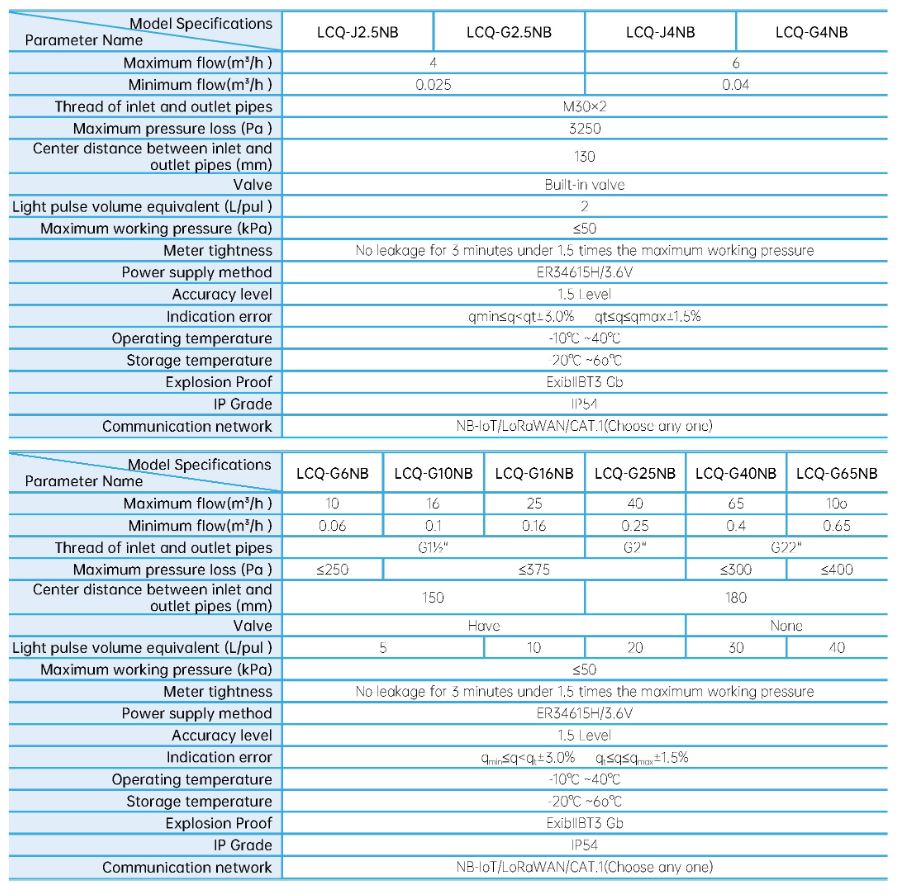 Model Specifications
Parameter Name
LCQ-J2.5NB LCQ-G2.5NB LCQ-J4NB LCQ-G4NB
Maximum flow(m³/h ) 4 6
Minimum flow(m³/h ) 0.025 0.04
Thread of inlet and outlet pipes M30×2
Maximum pressure loss (Pa ) 3250
Center distance between inlet and
outlet pipes (mm) 130
Valve Built-in valve
Light pulse volume equivalent (L/pul ) 2
Maximum working pressure (kPa) ≤50
Meter tightness No leakage for 3 minutes under 1.5 times the maximum working pressure
Power supply method ER34615H/3.6V
Accuracy level 1.5 Level
Indication error qmin≤q<qt±3.0% qt≤q≤qmax±1.5%
Operating temperature -10℃ ~40℃
Storage temperature -20℃ ~6o℃
Explosion Proof ExibIIBT3 Gb
IP Grade IP54
Communication network NB-IoT/LoRaWAN/CAT.1(Choose any one)
Model Specifications
Parameter Name
LCQ-G6NB LCQ-G10NB LCQ-G16NB LCQ-G25NB LCQ-G40NB LCQ-G65NB
Maximum flow(m³/h ) 10 16 25 40 65 10o
Minimum flow(m³/h ) 0.06 0.1 0.16 0.25 0.4 0.65
Thread of inlet and outlet pipes G1½" G2" G22"
Maximum pressure loss (Pa ) ≤250 ≤375 ≤300 ≤400
Center distance between inlet and
outlet pipes (mm) 150 180
Valve Have None
Light pulse volume equivalent (L/pul ) 5 10 20 30 40
Maximum working pressure (kPa) ≤50
Meter tightness No leakage for 3 minutes under 1.5 times the maximum working pressure
Power supply method ER34615H/3.6V
Accuracy level 1.5 Level
Indication error qmin≤q<qt±3.0% qt≤q≤qmax±1.5%
Operating temperature -10℃ ~40℃
Storage temperature -20℃ ~6o℃
Explosion Proof ExibIIBT3 Gb
IP Grade IP54
Communication network NB-IoT/LoRaWAN/CAT.1(Choose any one)